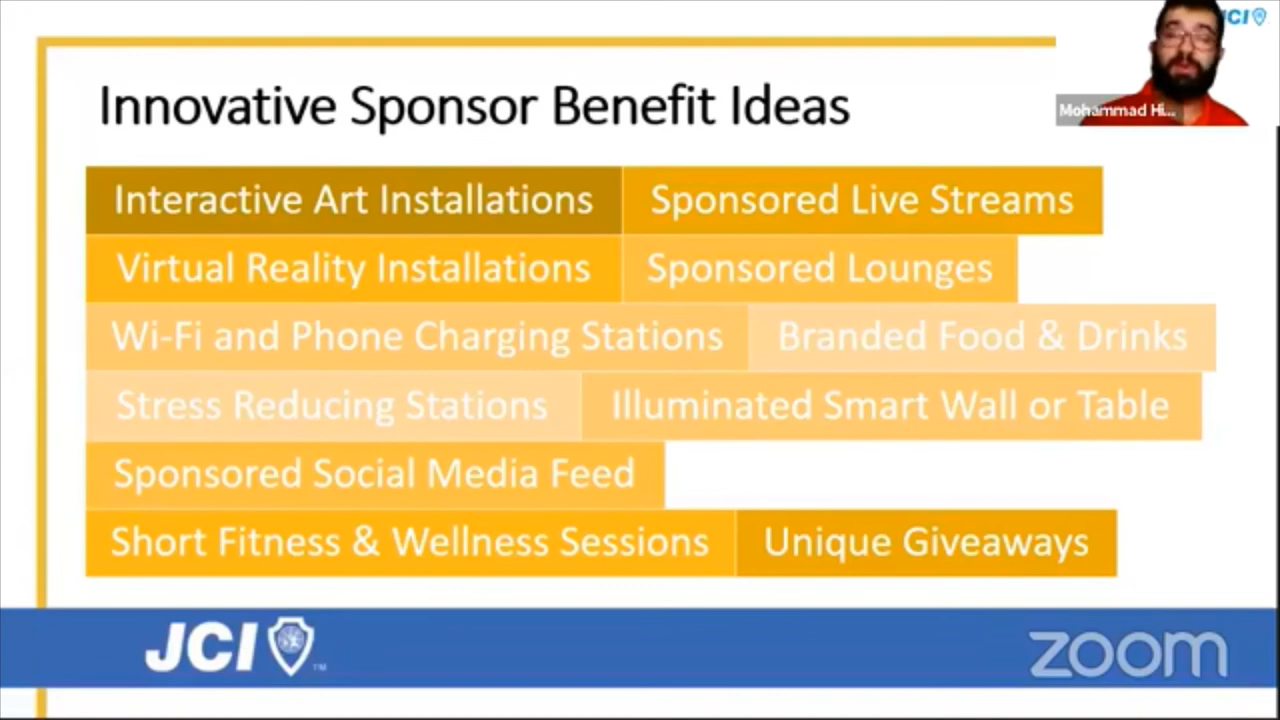 JCI
Innovative Sponsor Benefit Ideas
Mohammad Hi...
Interactive Art Installations
Sponsored Live Streams
Virtual Reality Installations
Sponsored Lounges
Wi-Fi and Phone Charging Stations
Branded Food & Drinks
Stress Reducing Stations
Illuminated Smart Wall or Table
Sponsored Social Media Feed
Short Fitness & Wellness Sessions
Unique Giveaways
JCI
TM
zoom